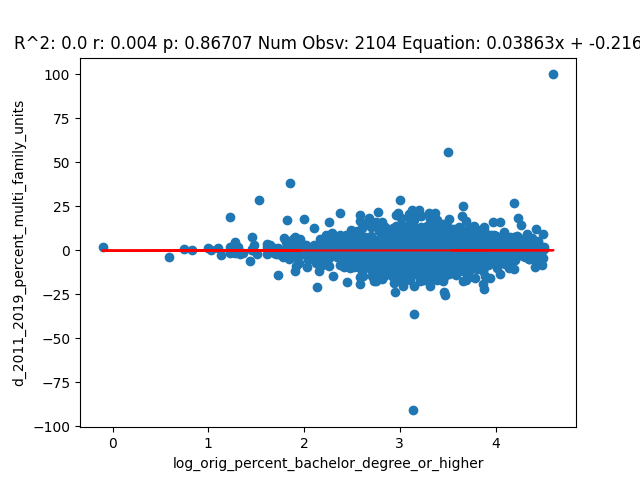 R^2: 0.0 r: 0.004 p: 0.86707 Num Obsv: 2104 Equation: 0.03863x + -0.216
100
75
50
25
0
−25
−50
−75
−100
d_2011_2019_percent_multi_family_units
0 1 2 3 4
log_orig_percent_bachelor_degree_or_higher